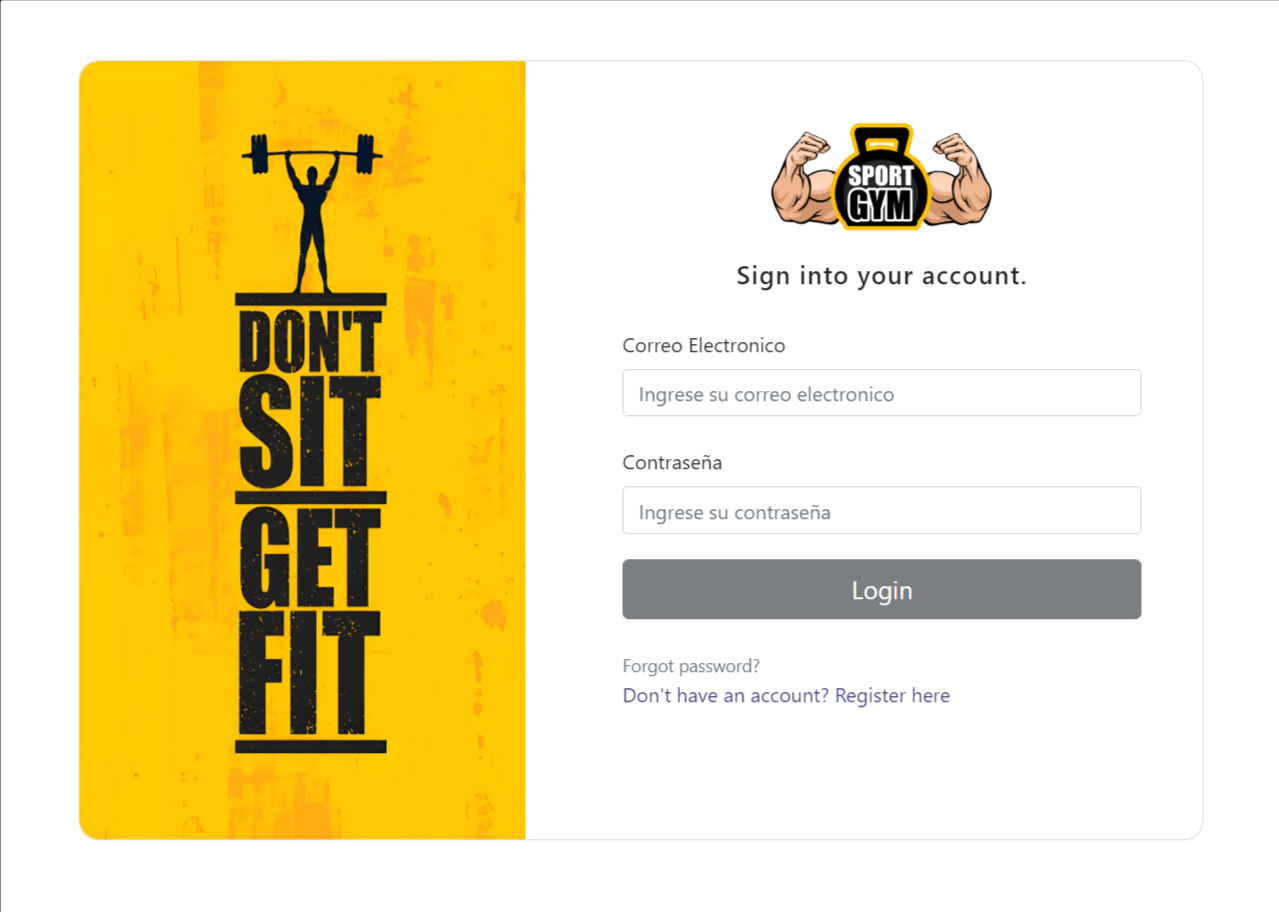 DON'T
SIT
GET
FIT
SPORT
GYM
Sign into your account.
Correo Electronico
Ingrese su correo electronico
Contraseña
Ingrese su contraseña
Login
Forgot password?
Don't have an account? Register here